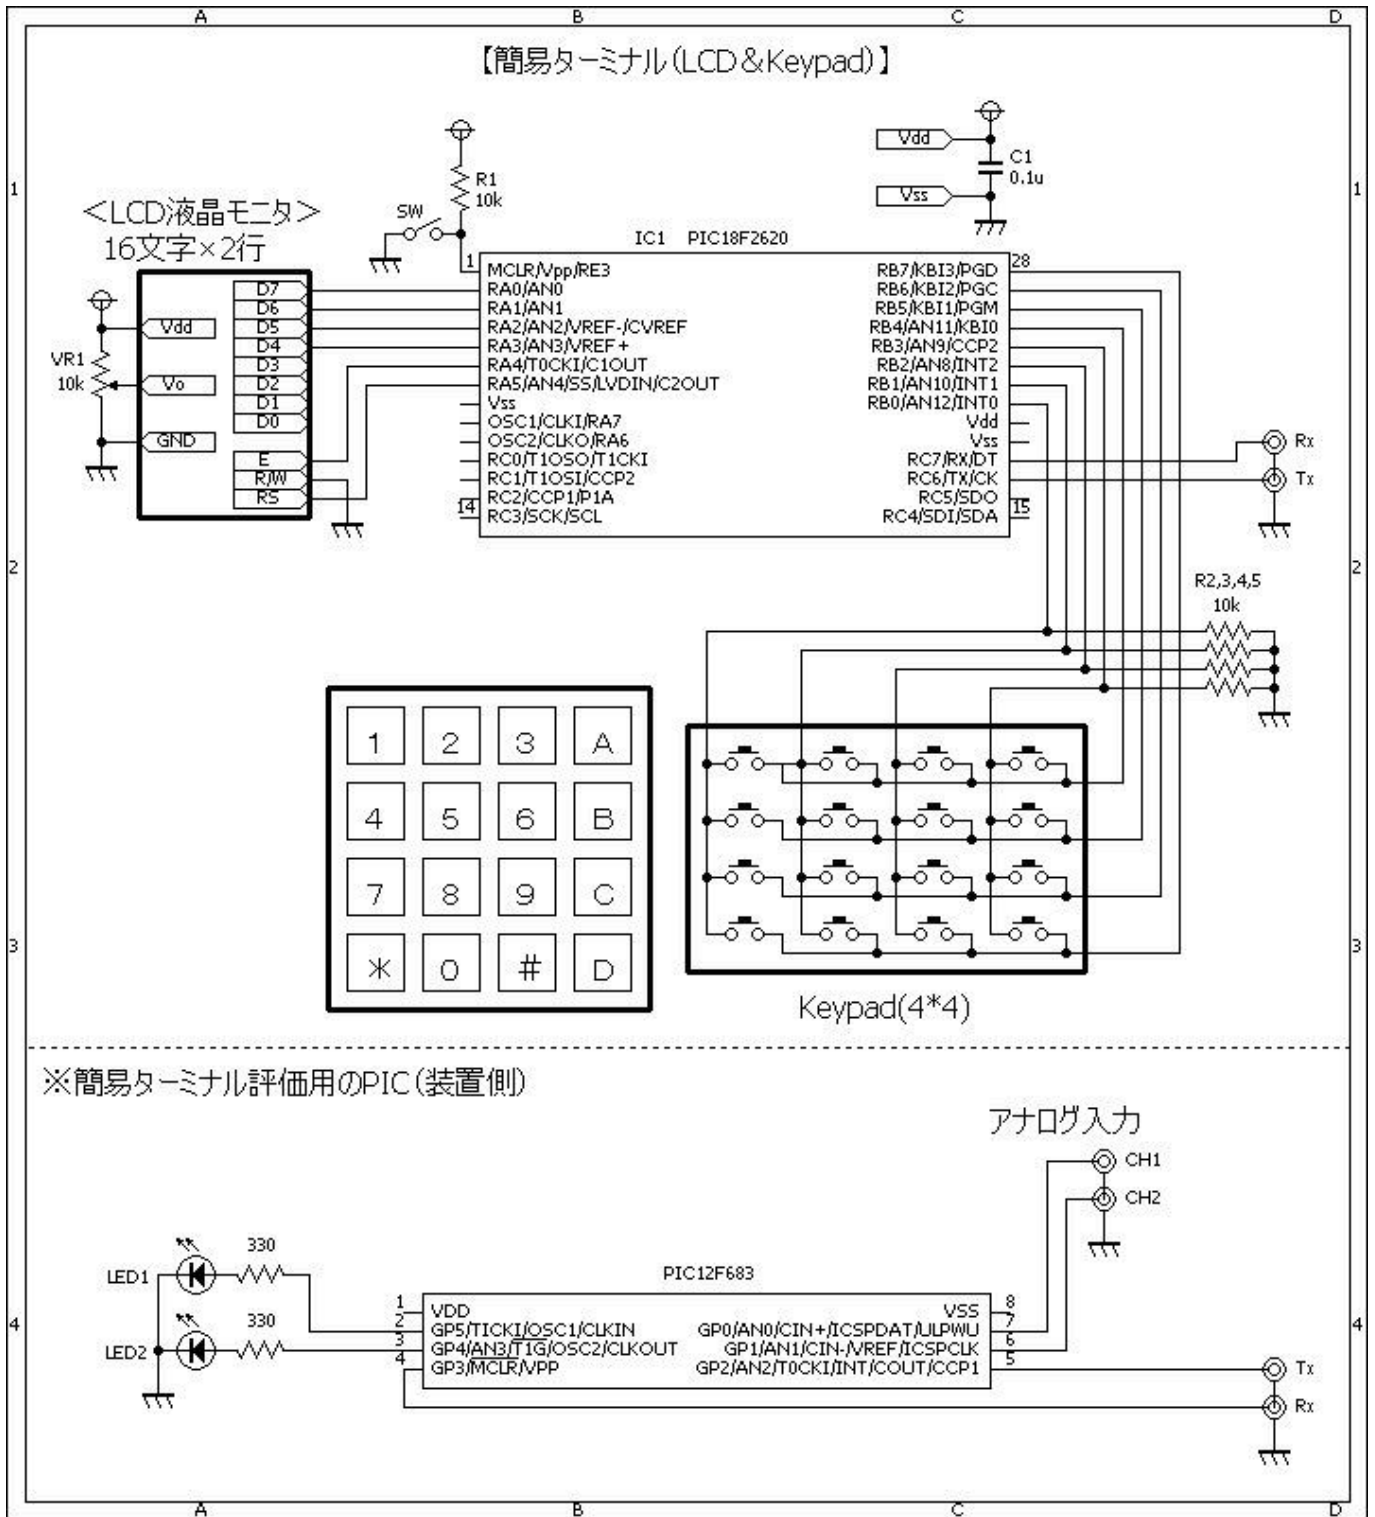 A B C D
【簡易ターミナル(LCD&Keypad)】
Vdd
C1
0.1u
Vss
1
1
R1
10k
SW
<LCD液晶モニタ>
16文字×2行
IC1 PIC18F2620
1
28
MCLR/Vpp/RE3
RA0/AN0
RA1/AN1
RA2/AN2/VREF-/CVREF
RA3/AN3/VREF+
RA4/T0CKI/C1OUT
RA5/AN4/SS/LVDIN/C2OUT
Vss
OSC1/CLKI/RA7
OSC2/CLKO/RA6
RC0/T1OSO/T1CKI
RC1/T1OSI/CCP2
RC2/CCP1/P1A
RC3/SCK/SCL
14
RB7/KBI3/PGD
RB6/KBI2/PGC
RB5/KBI1/PGM
RB4/AN11/KBI0
RB3/AN9/CCP2
RB2/AN8/INT2
RB1/AN10/INT1
RB0/AN12/INT0
Vdd
Vss
RC7/RX/DT
RC6/TX/CK
RC5/SDO
RC4/SDI/SDA
15
Vdd
Vo
GND
VR1
10k
D7
D6
D5
D4
D3
D2
D1
D0
E
R/W
RS
Rx
Tx
2
2
R2,3,4,5
10k
1 2 3 A
4 5 6 B
7 8 9 C
* 0 # D
3
3
Keypad(4*4)
※簡易ターミナル評価用のPIC(装置側)
アナログ入力
CH1
CH2
LED1
330
LED2
330
4
4
PIC12F683
1
2
3
4
VDD
GP5/TICKI/OSC1/CLKIN
GP4/AN3/T1G/OSC2/CLKOUT
GP3/MCLR/VPP
VSS
GP0/AN0/CIN+/ICSPDAT/ULPWU
GP1/AN1/CIN-/VREF/ICSPCLK
GP2/AN2/T0CKI/INT/COUT/CCP1
8
7
6
5
Tx
Rx
A B C D